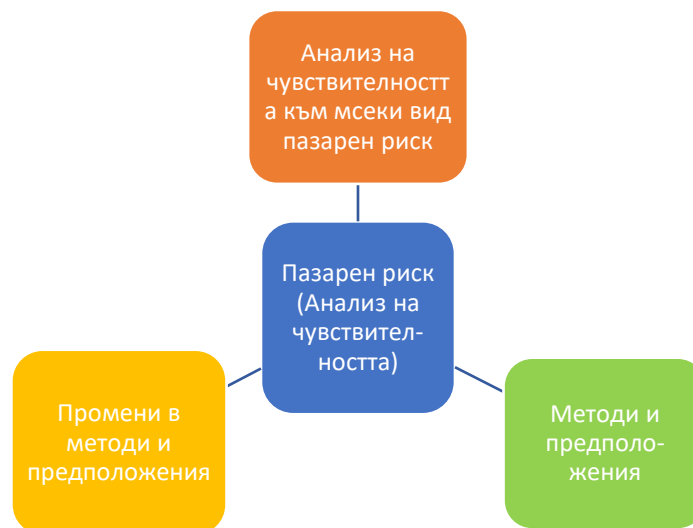 Анализ на
чувствителност
а към мсеки вид
пазарен риск
Пазарен риск
(Анализ на
чувствител-
ността)
Промени в
методи и
предположения
Методи и
предполо-
жения